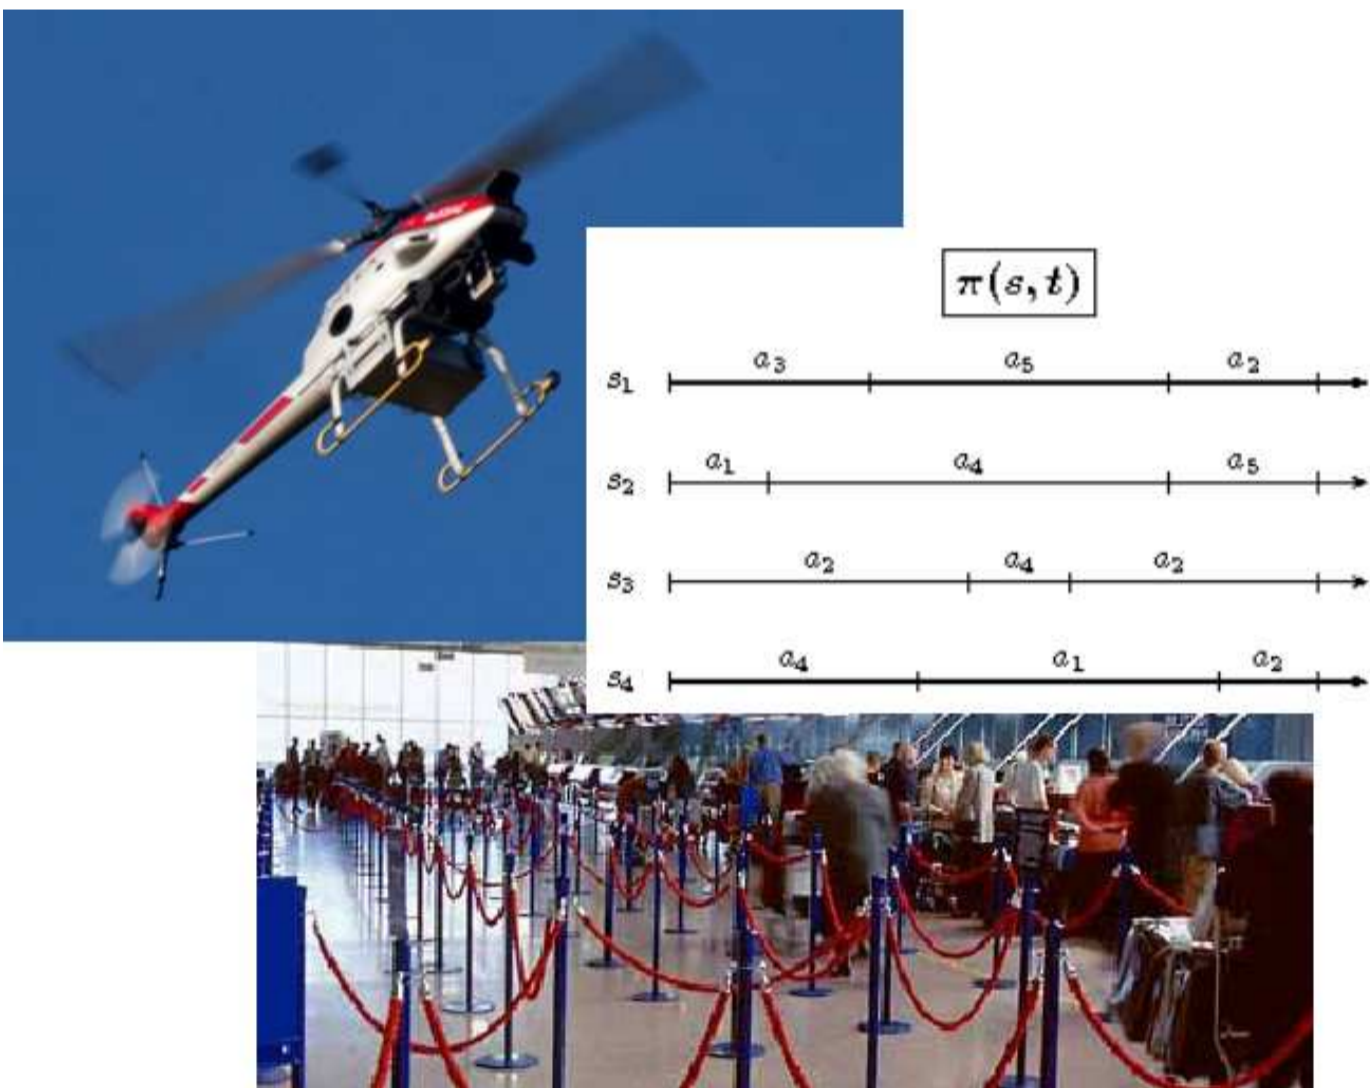 π(s, t)
a₃ a₅ a₂
s₁
a₁ a₄ a₅
s₂
a₂ a₄ a₂
s₃
a₄ a₁ a₂
s₄